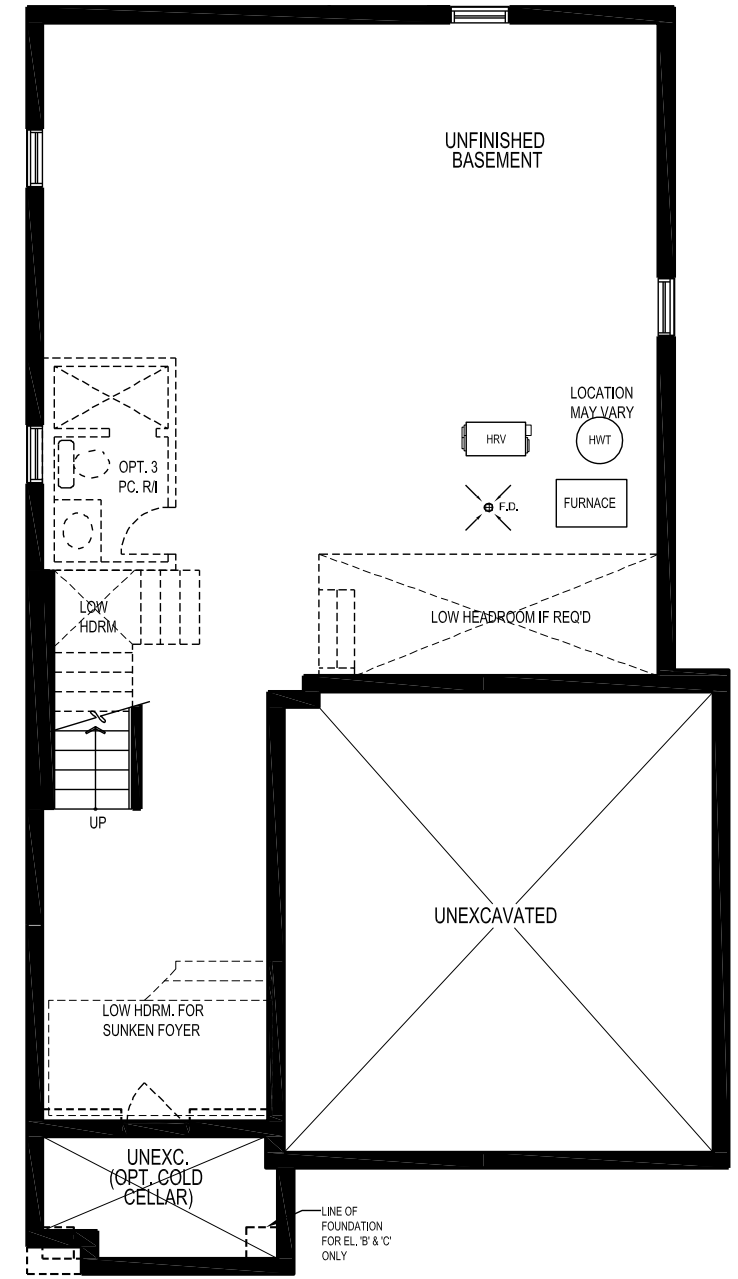 UNFINISHED
BASEMENT
LOCATION
MAY VARY
HRV
HWT
OPT. 3
PC. R/I
F.D.
FURNACE
LOW
HDRM
LOW HEADROOM IF REQ'D
UP
UNEXCAVATED
LOW HDRM. FOR
SUNKEN FOYER
UNEXC.
(OPT. COLD
CELLAR)
LINE OF
FOUNDATION
FOR EL. 'B' & 'C'
ONLY